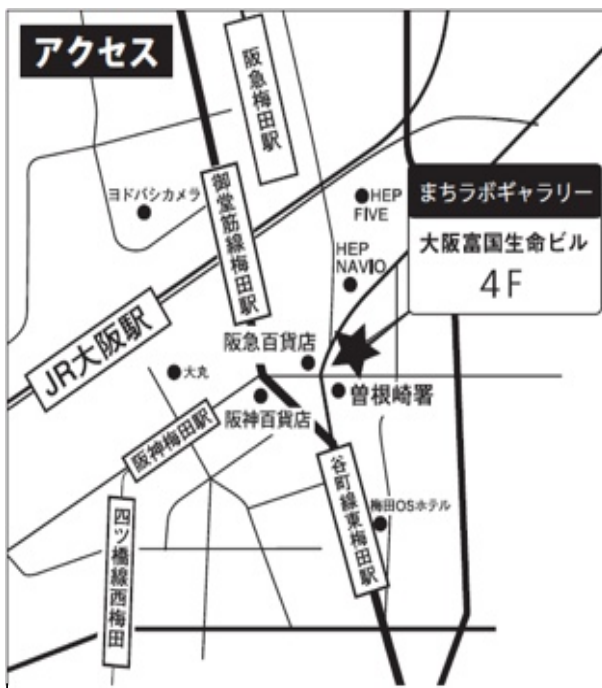 アクセス
阪急梅田駅
御堂筋線梅田駅
ヨドバシカメラ
HEP
FIVE
まちラボギャラリー
大阪富国生命ビル
4F
HEP
NAVIO
JR大阪駅
阪急百貨店
大丸
曽根崎署
阪神百貨店
阪神梅田駅
谷町線東梅田駅
梅田OSホテル
四ツ橋線西梅田